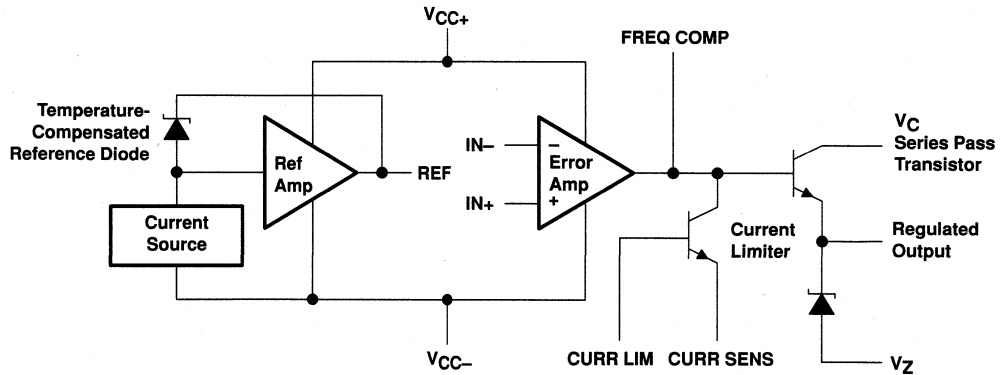 VCC+
FREQ COMP
Temperature-
Compensated
Reference Diode
Ref
Amp
REF
Current
Source
IN–
IN+
–
Error
Amp
+
VC
Series Pass
Transistor
Current
Limiter
Regulated
Output
VCC–
CURR LIM
CURR SENS
VZ